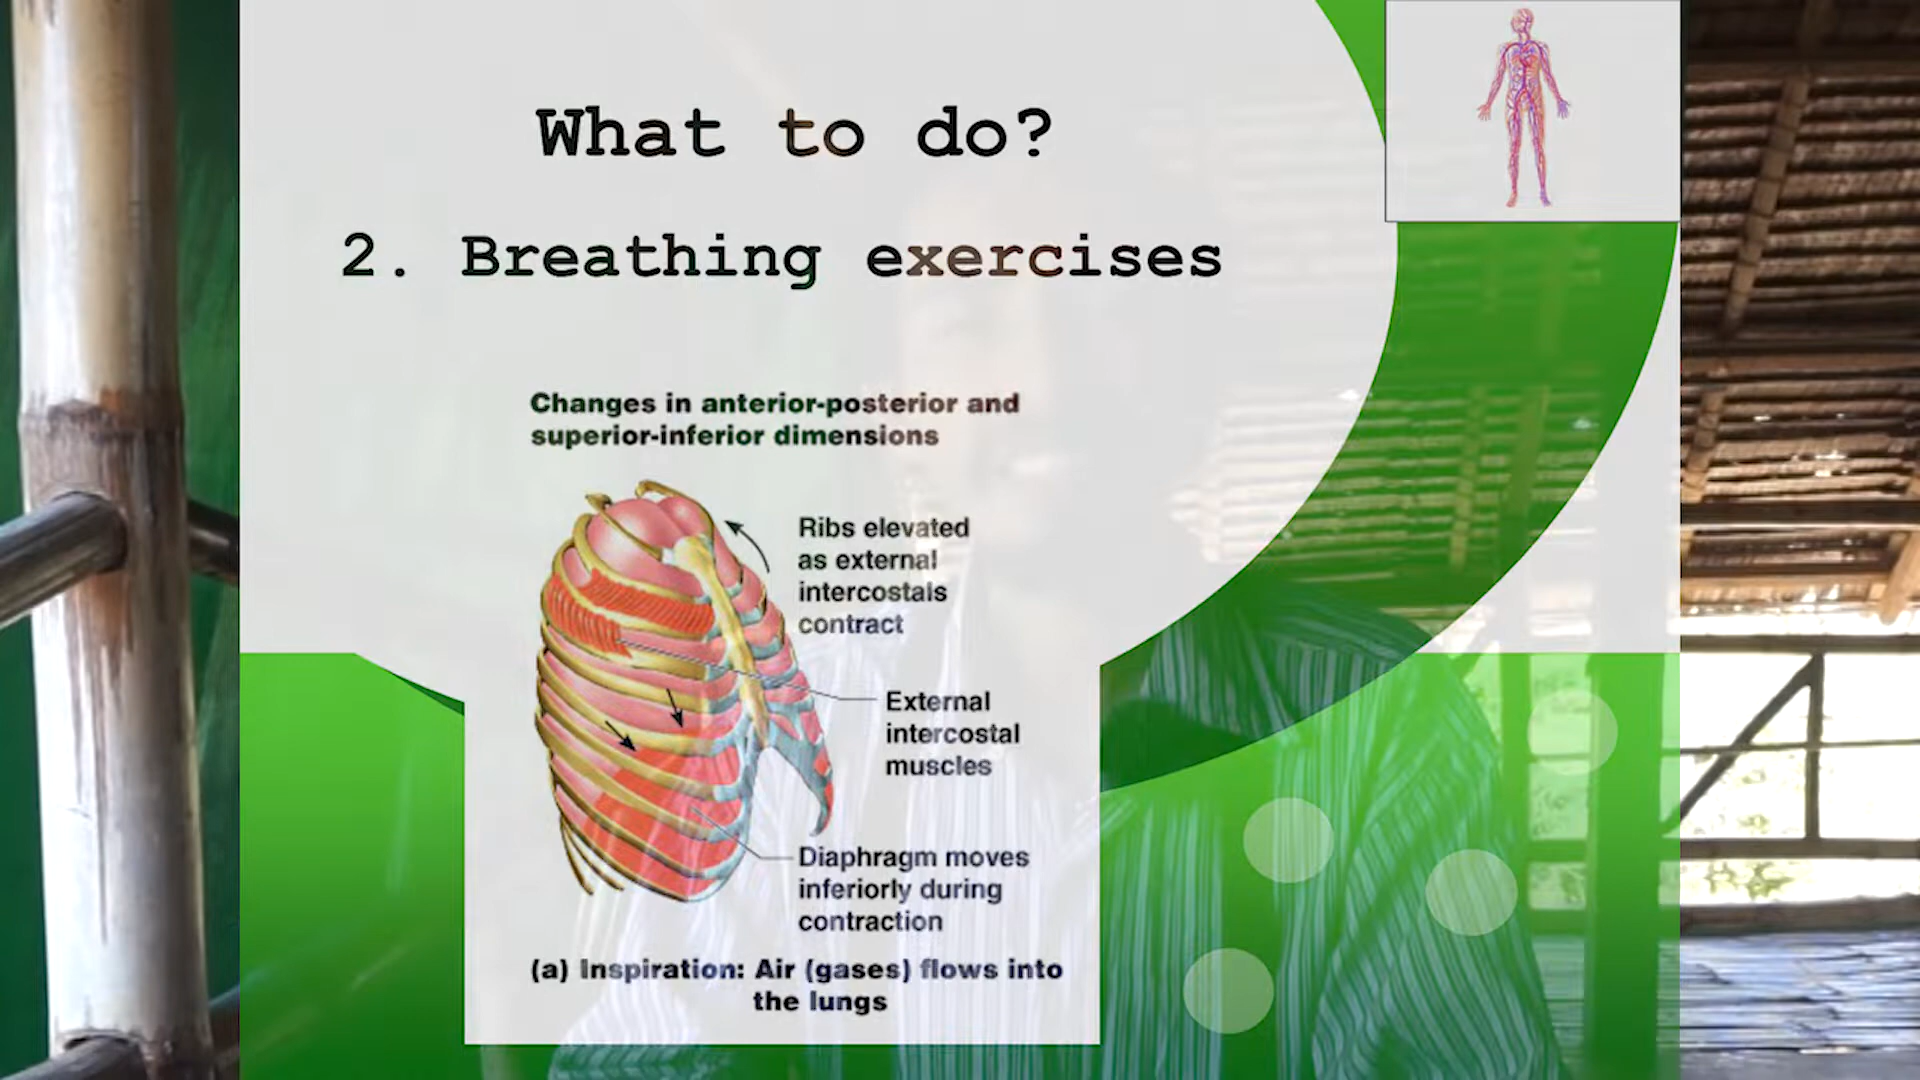 What to do?
2. Breathing exercises
Changes in anterior-posterior and
superior-inferior dimensions
Ribs elevated
as external
intercostals
contract
External
intercostal
muscles
Diaphragm moves
inferiorly during
contraction
(a) Inspiration: Air (gases) flows into
the lungs